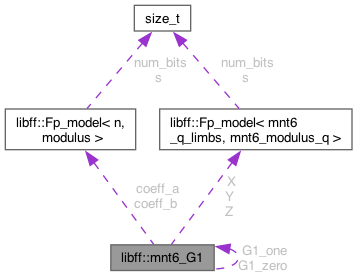 size_t
num_bits
s
num_bits
s
libff::Fp_model< n,
modulus >
libff::Fp_model< mnt6
_q_limbs, mnt6_modulus_q >
coeff_a
coeff_b
X
Y
Z
libff::mnt6_G1
G1_one
G1_zero